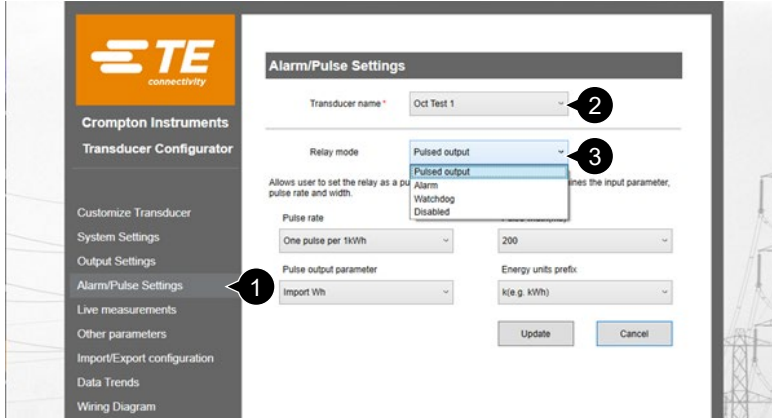 TE
connectivity
Crompton Instruments
Transducer Configurator
Customize Transducer
System Settings
Output Settings
Alarm/Pulse Settings
Live measurements
Other parameters
Import/Export configuration
Data Trends
Wiring Diagram
1
Alarm/Pulse Settings
Transducer name*
Oct Test 1
2
Relay mode
Pulsed output
3
Pulsed output
Alarm
Watchdog
Disabled
Allows user to set the relay as a ines the input parameter,
pulse rate and width.
Pulse rate
One pulse per 1kWh
200
Pulse output parameter
Energy units prefix
Import Wh
k(e.g. kWh)
Update
Cancel